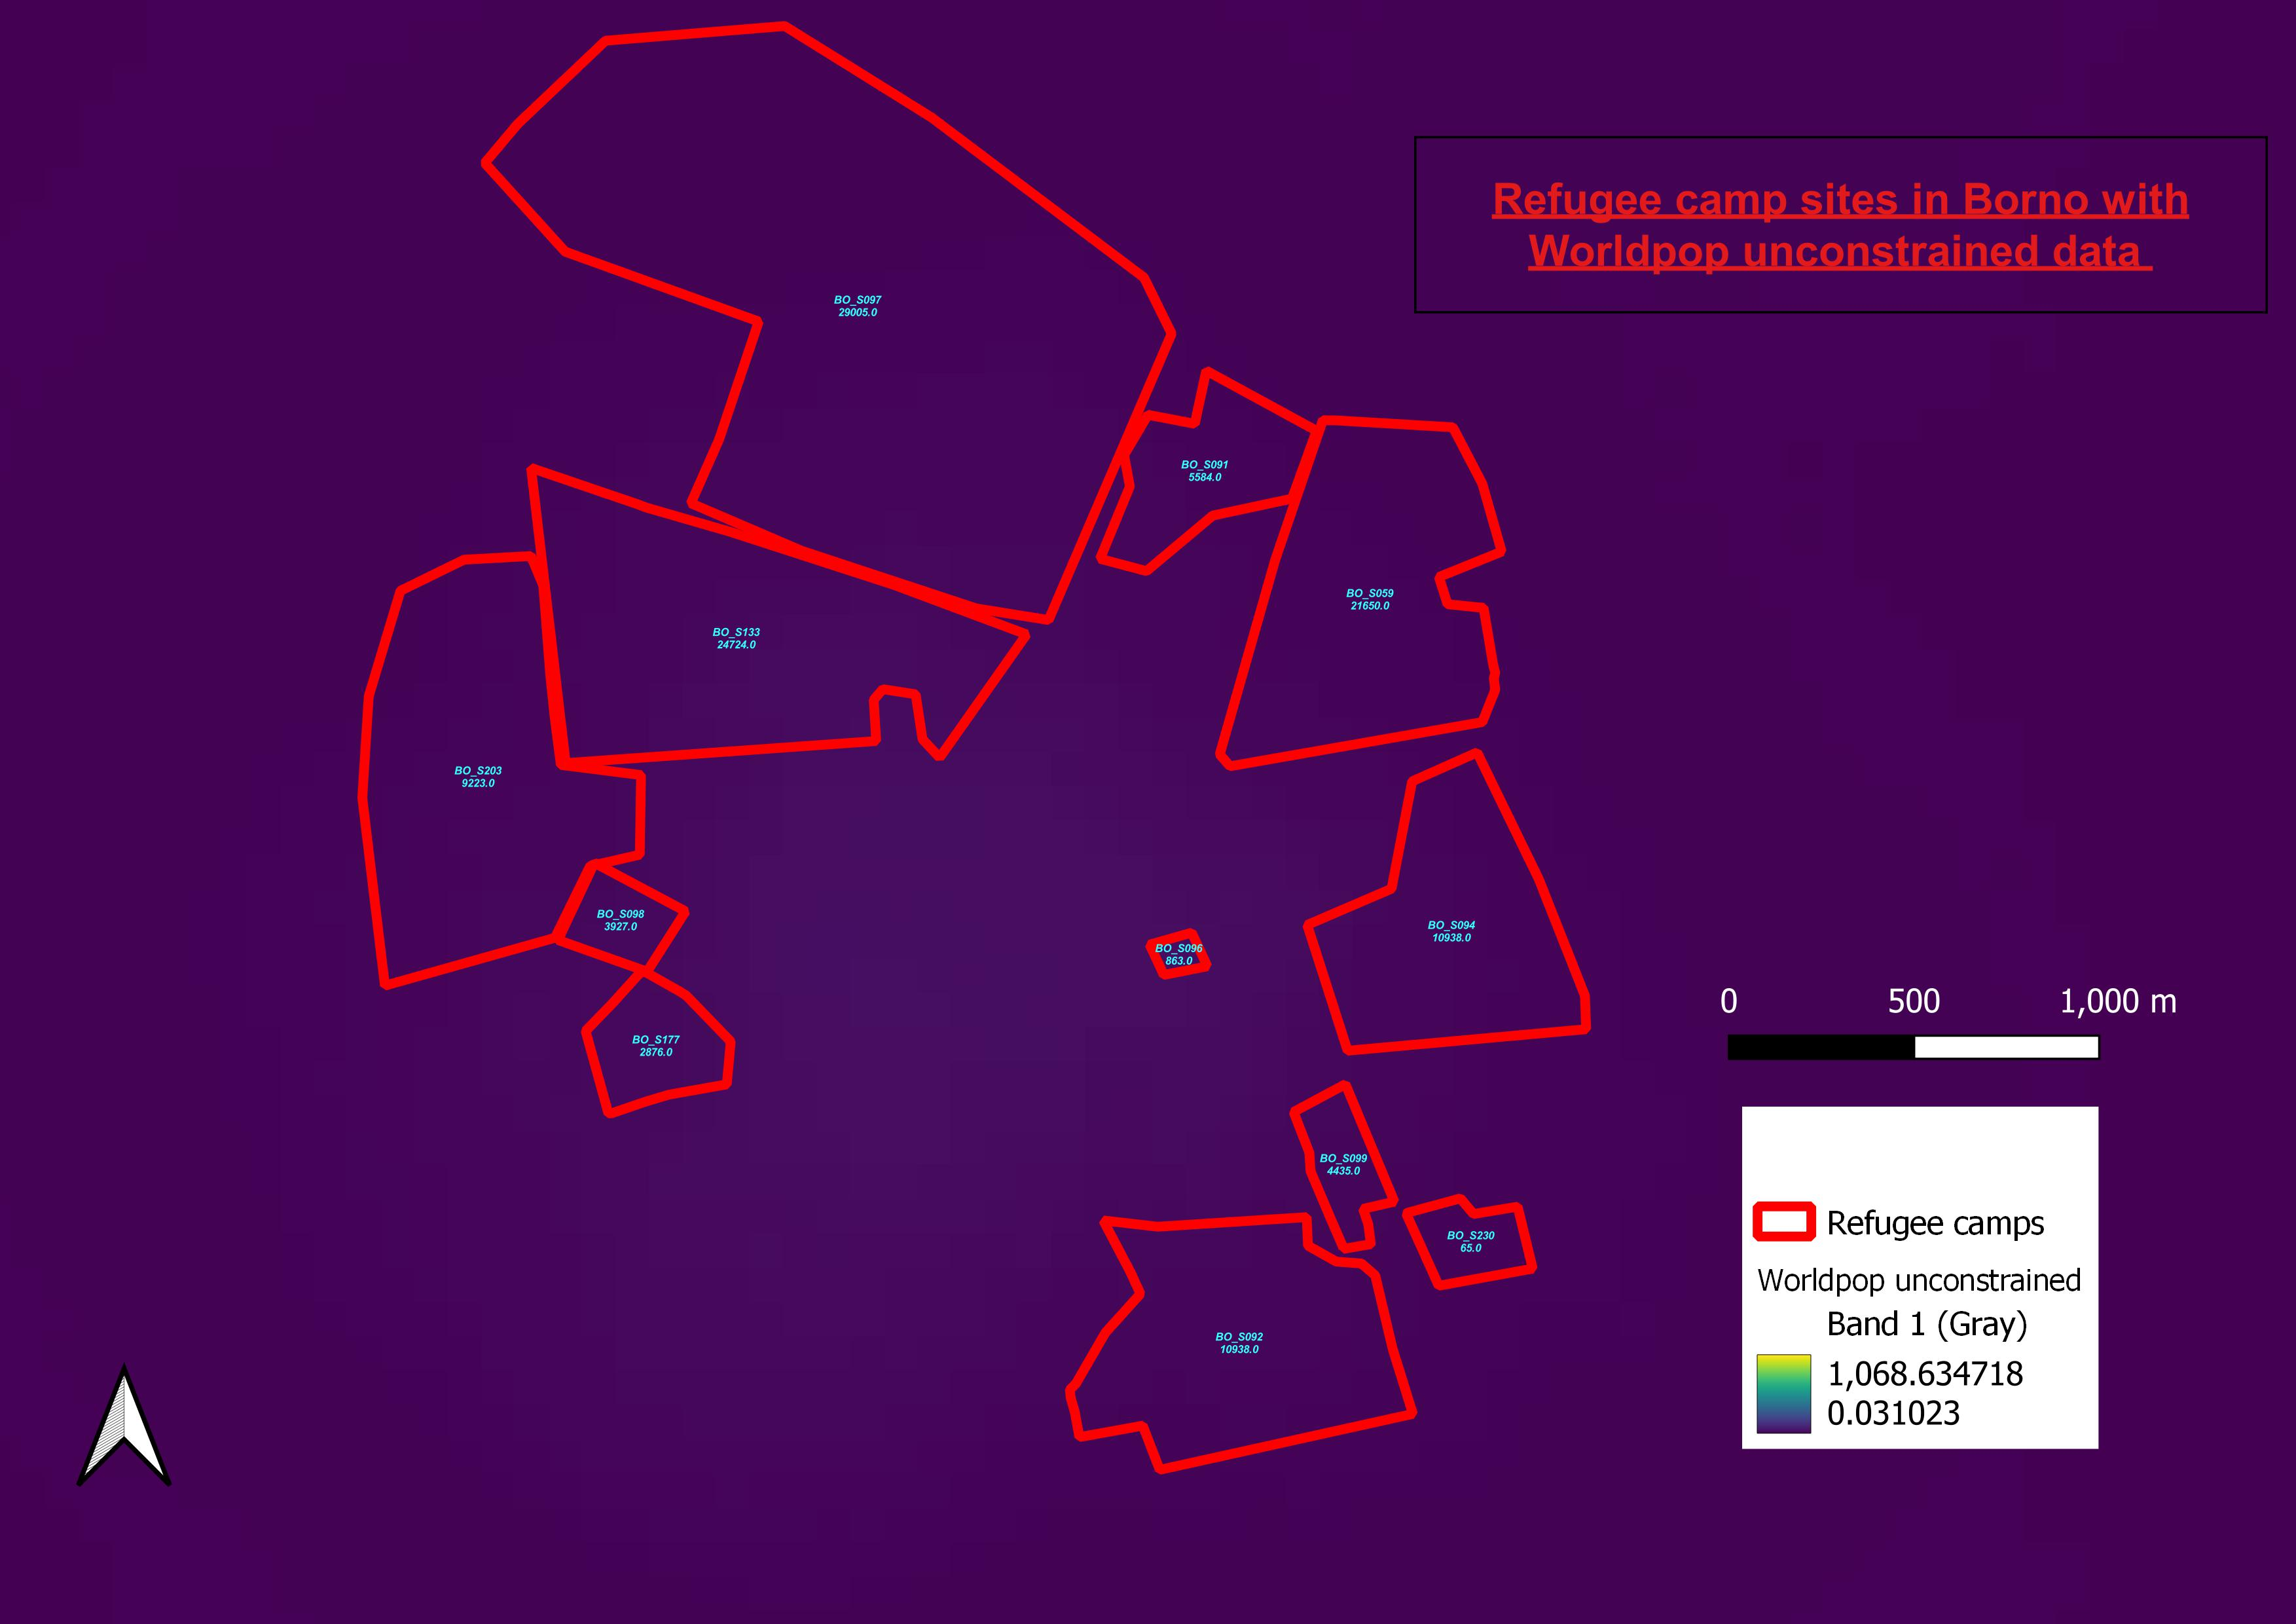 Refugee camp sites in Borno with
Worldpop unconstrained data
BO_S097
29005.0
BO_S091
5584.0
BO_S059
21650.0
BO_S133
24724.0
BO_S203
9223.0
BO_S098
3927.0
BO_S096
863.0
BO_S094
10938.0
BO_S177
2876.0
BO_S099
4435.0
BO_S230
65.0
BO_S092
10938.0
0 500 1,000 m
Refugee camps
Worldpop unconstrained
Band 1 (Gray)
1,068.634718
0.031023